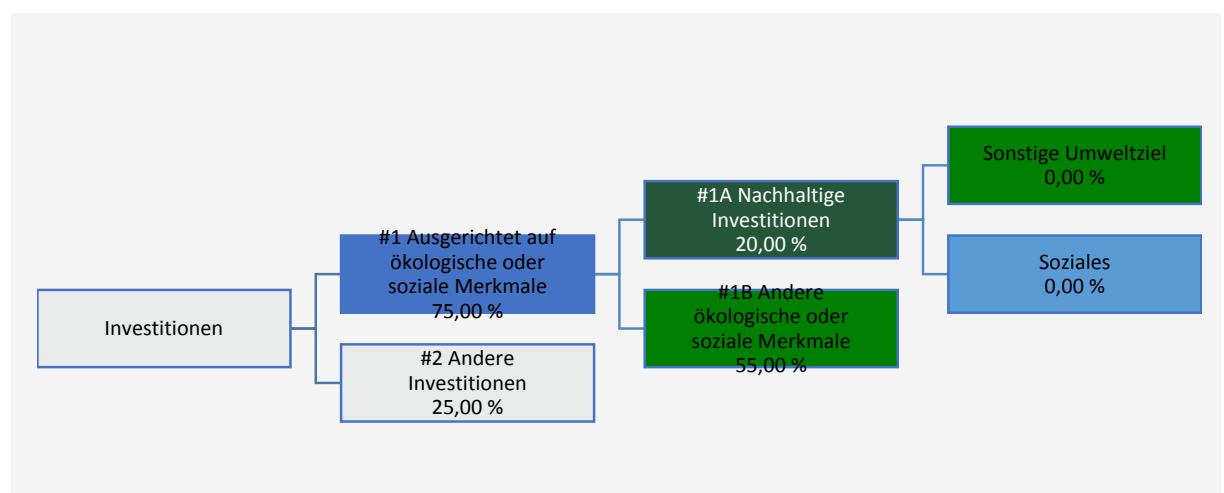 Investitionen
#1 Ausgerichtet auf
ökologische oder
soziale Merkmale
75,00 %
#2 Andere
Investitionen
25,00 %
#1A Nachhaltige
Investitionen
20,00 %
#1B Andere
ökologische oder
soziale Merkmale
55,00 %
Sonstige Umweltziel
0,00 %
Soziales
0,00 %